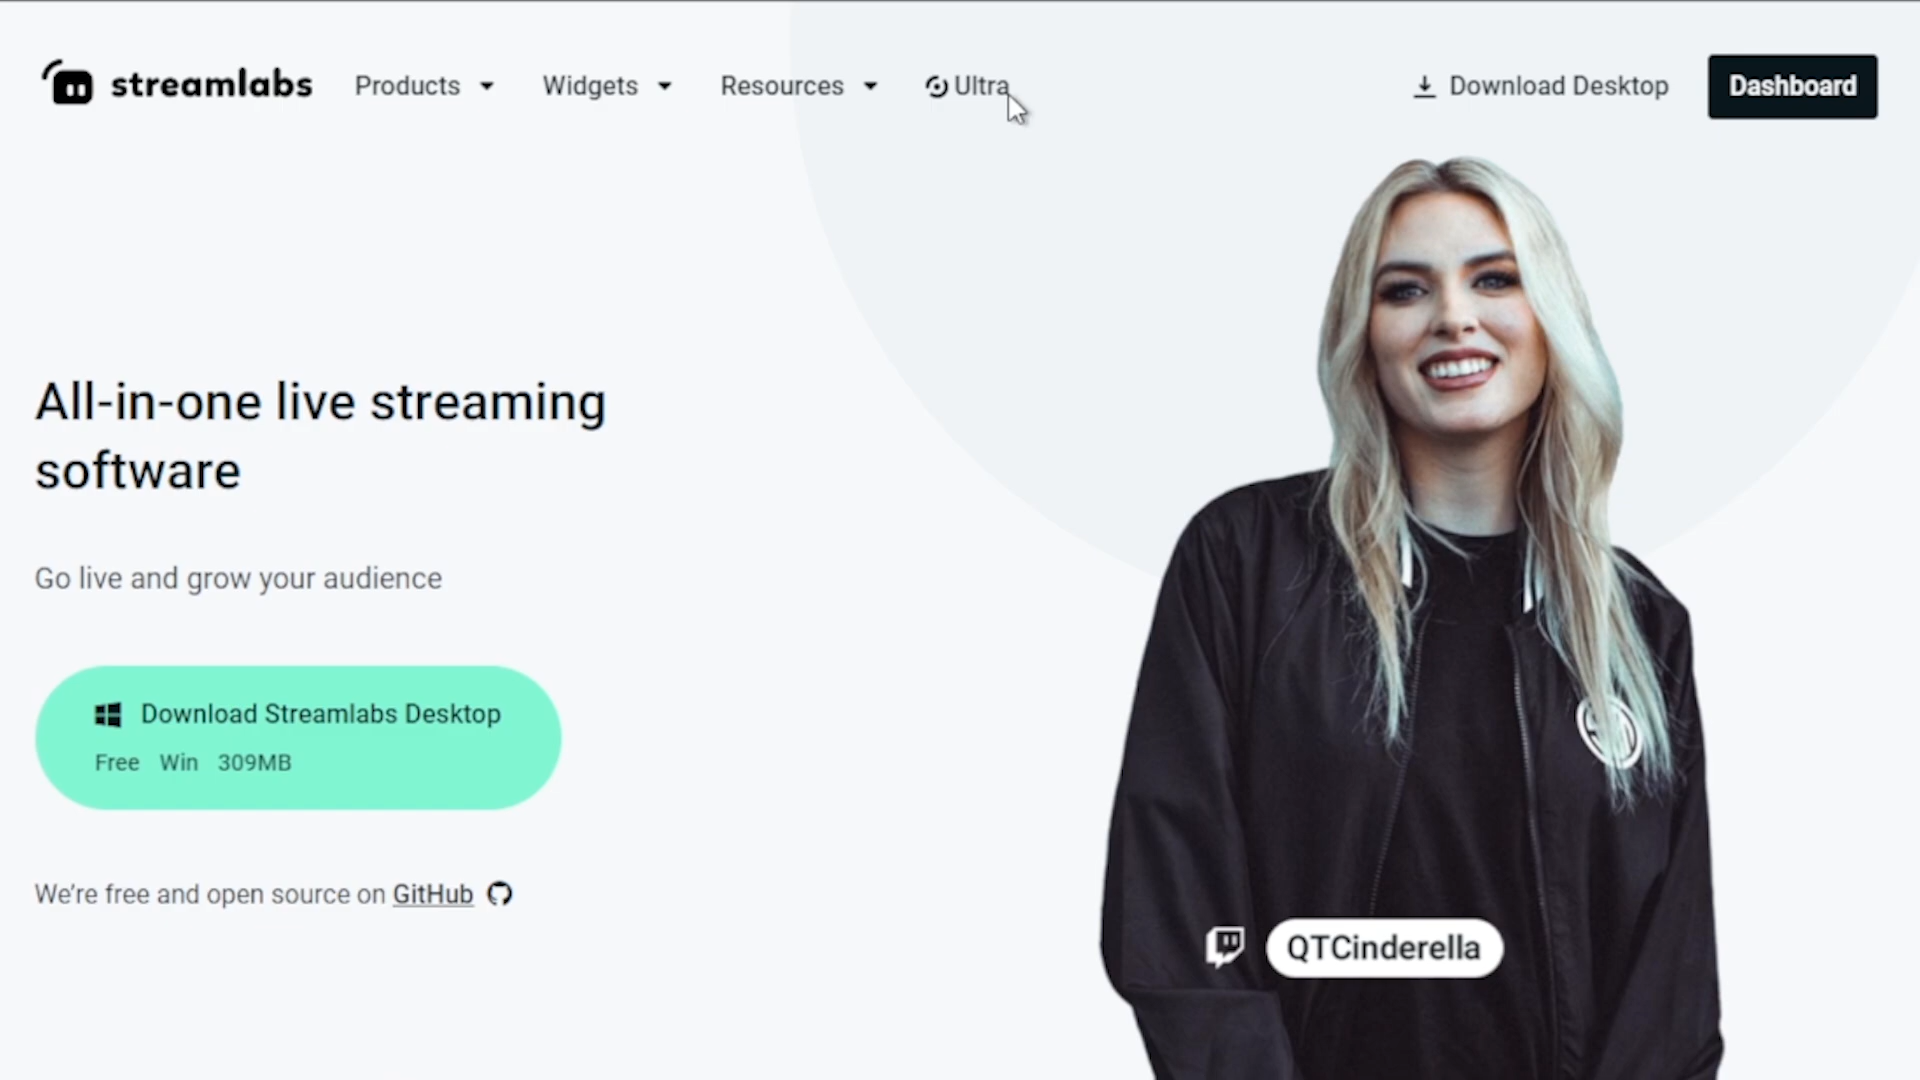 streamlabs
Products
Widgets
Resources
Ultra
Download Desktop
Dashboard
All-in-one live streaming
software
Go live and grow your audience
Download Streamlabs Desktop
Free Win 309MB
We're free and open source on GitHub
QTCinderella